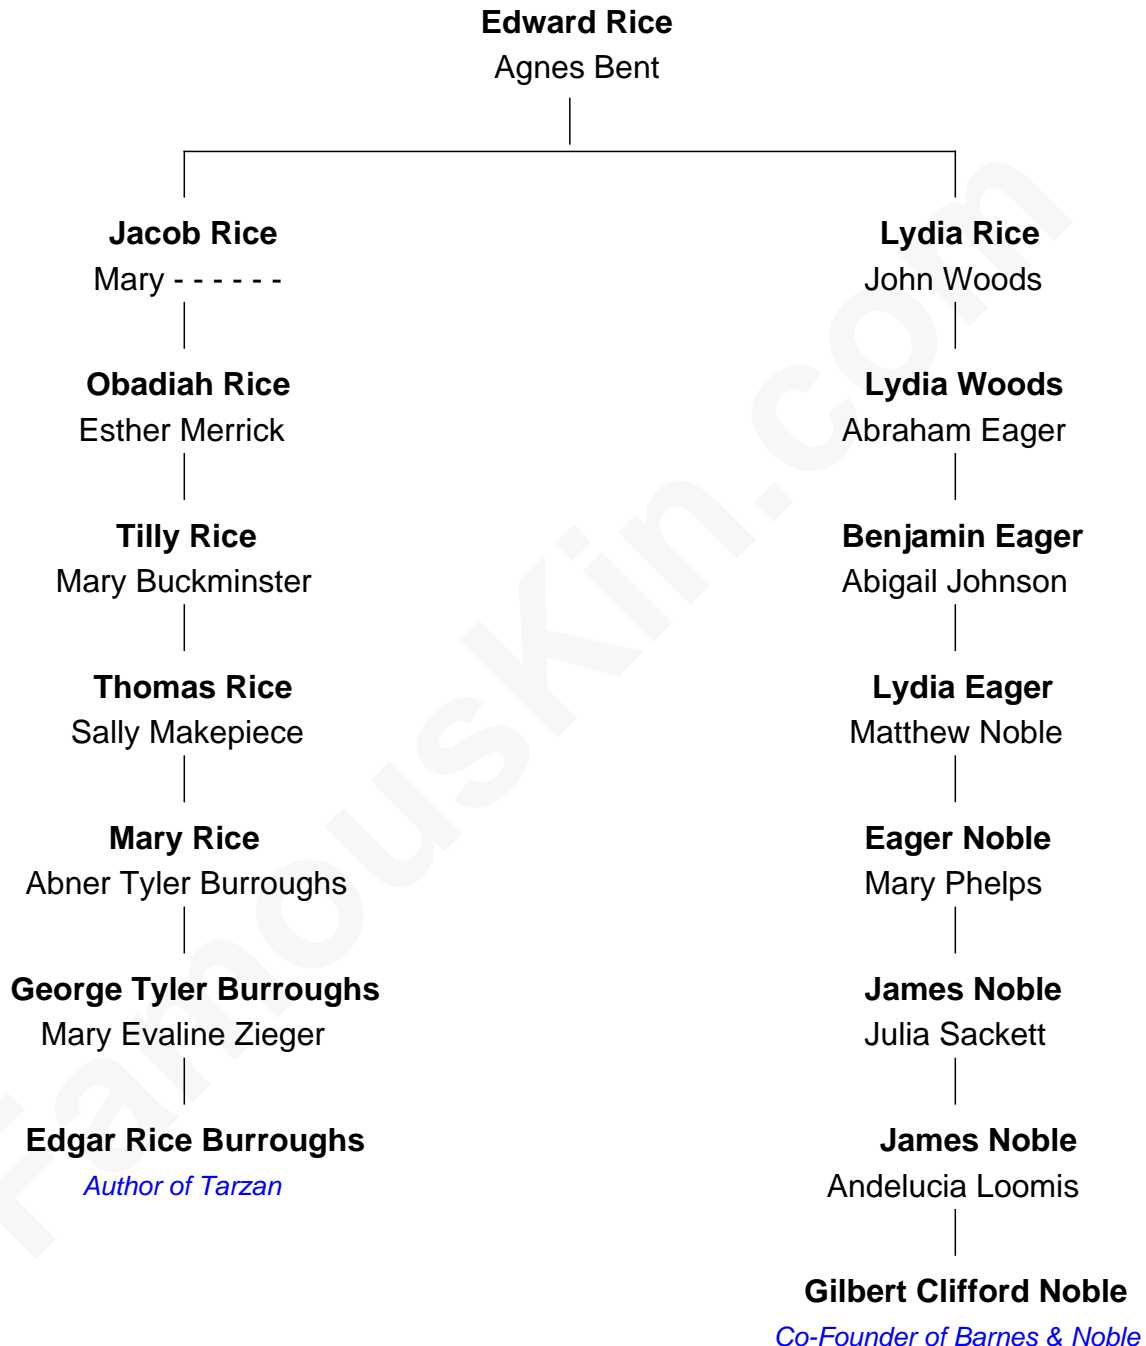 Edward Rice
Agnes Bent
Jacob Rice
Mary - - - - - -
Obadiah Rice
Esther Merrick
Tilly Rice
Mary Buckminster
Thomas Rice
Sally Makepiece
Mary Rice
Abner Tyler Burroughs
George Tyler Burroughs
Mary Evaline Zieger
Edgar Rice Burroughs
Author of Tarzan
Lydia Rice
John Woods
Lydia Woods
Abraham Eager
Benjamin Eager
Abigail Johnson
Lydia Eager
Matthew Noble
Eager Noble
Mary Phelps
James Noble
Julia Sackett
James Noble
Andelucia Loomis
Gilbert Clifford Noble
Co-Founder of Barnes & Noble
FamousKin.com